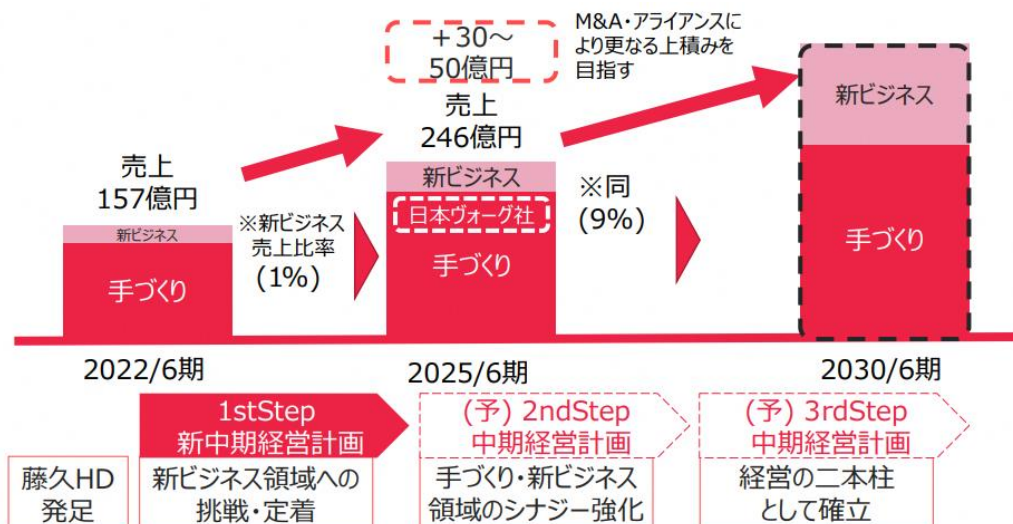 +30～
50億円
M&A・アライアンスに
より更なる上積みを
目指す
売上
246億円
売上
157億円
新ビジネス
手づくり
※新ビジネス
売上比率
(1%)
新ビジネス
日本ヴォーグ社
手づくり
※同
(9%)
新ビジネス
手づくり
2022/6期
2025/6期
2030/6期
1stStep
新中期経営計画
(予) 2ndStep
中期経営計画
(予) 3rdStep
中期経営計画
藤久HD
発足
新ビジネス領域への
挑戦・定着
手づくり・新ビジネス
領域のシナジー強化
経営の二本柱
として確立